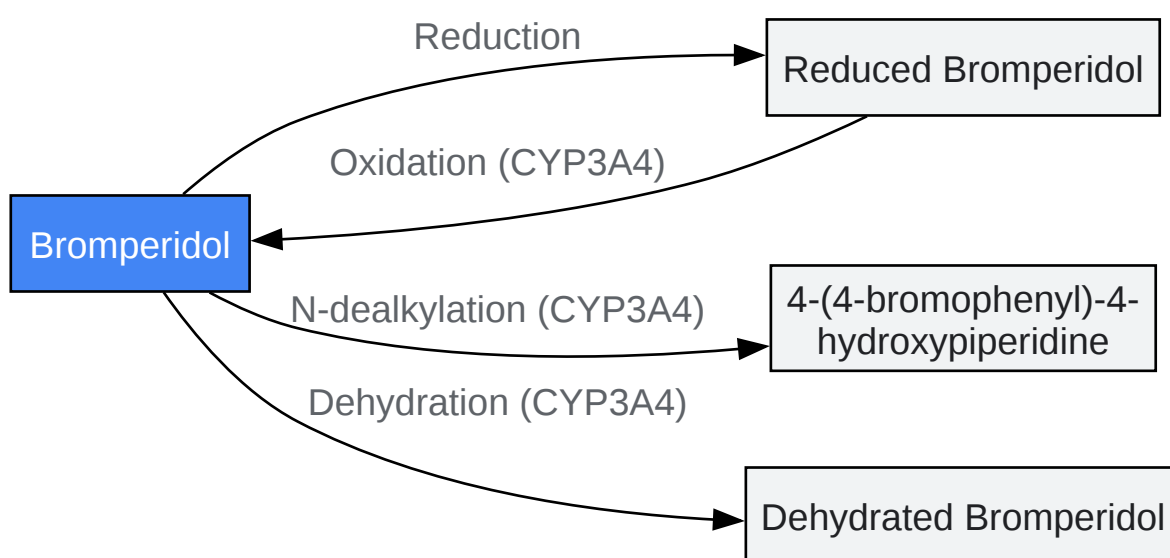 Reduction
Reduced Bromperidol
Oxidation (CYP3A4)
Bromperidol
N-dealkylation (CYP3A4)
4-(4-bromophenyl)-4-
hydroxypiperidine
Dehydration (CYP3A4)
Dehydrated Bromperidol